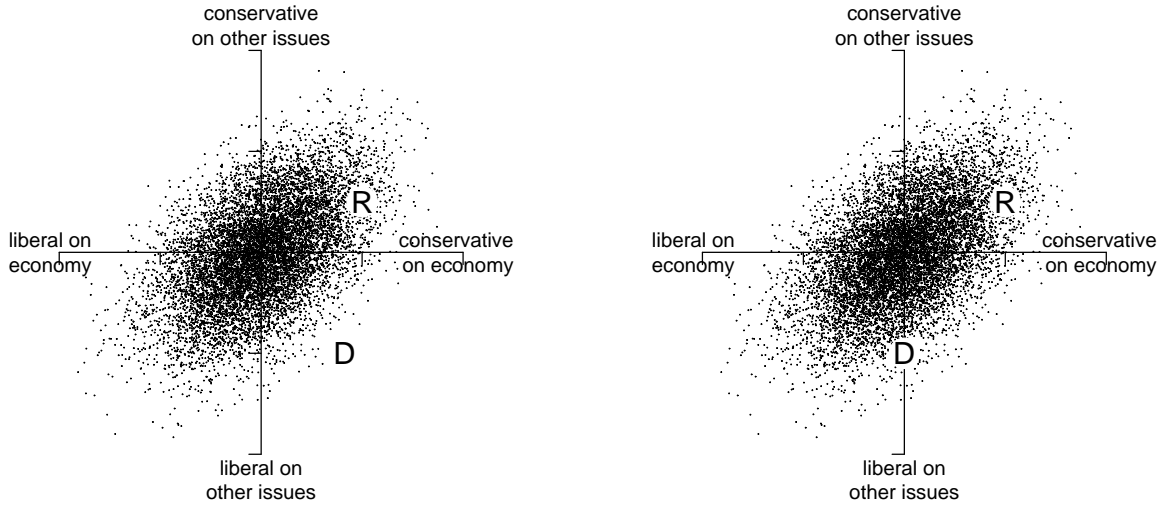 conservative
on other issues
R
liberal on
economy
conservative
on economy
D
liberal on
other issues
conservative
on other issues
R
liberal on
economy
conservative
on economy
D
liberal on
other issues